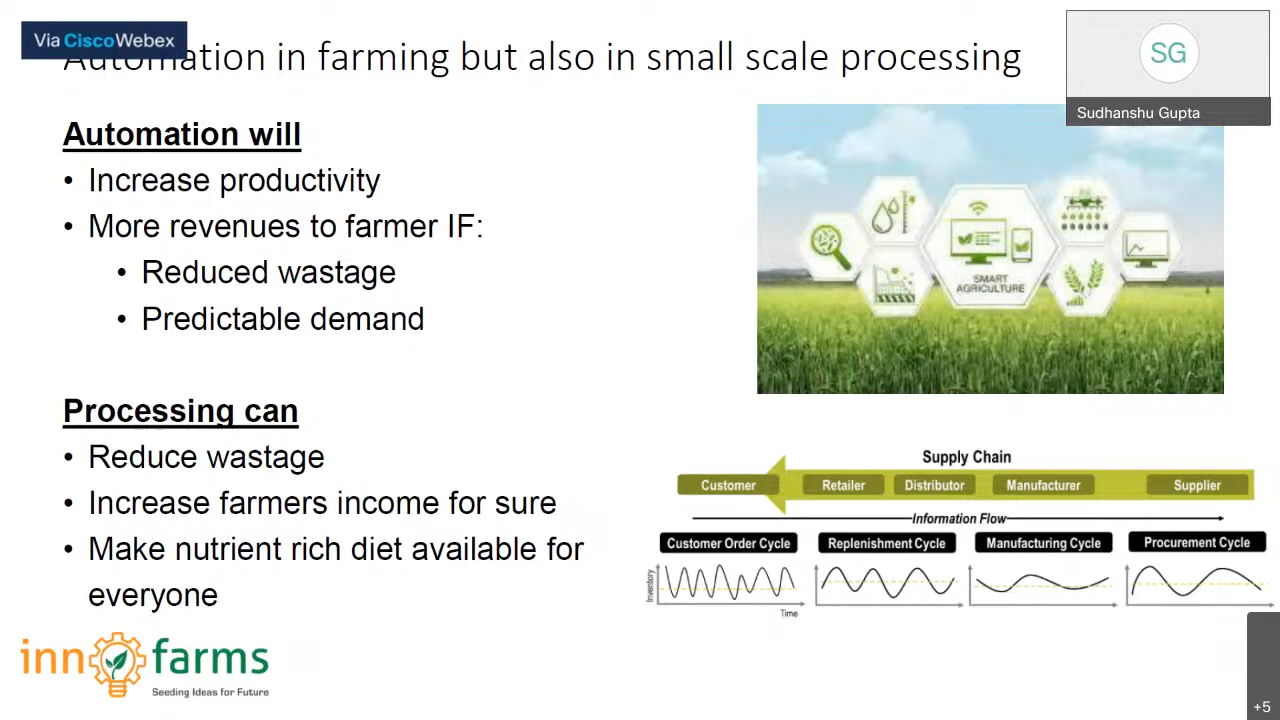 Via CiscoWebex
Automation in farming but also in small scale processing
SG
Sudhanshu Gupta
Automation will
• Increase productivity
• More revenues to farmer IF:
• Reduced wastage
• Predictable demand
SMART
AGRICULTURE
Processing can
• Reduce wastage
• Increase farmers income for sure
• Make nutrient rich diet available for
everyone
Supply Chain
Customer Retailer Distributor Manufacturer Supplier
Information Flow
Customer Order Cycle Replenishment Cycle Manufacturing Cycle Procurement Cycle
Inventory
Time
inn farms
Seeding Ideas for Future
+5